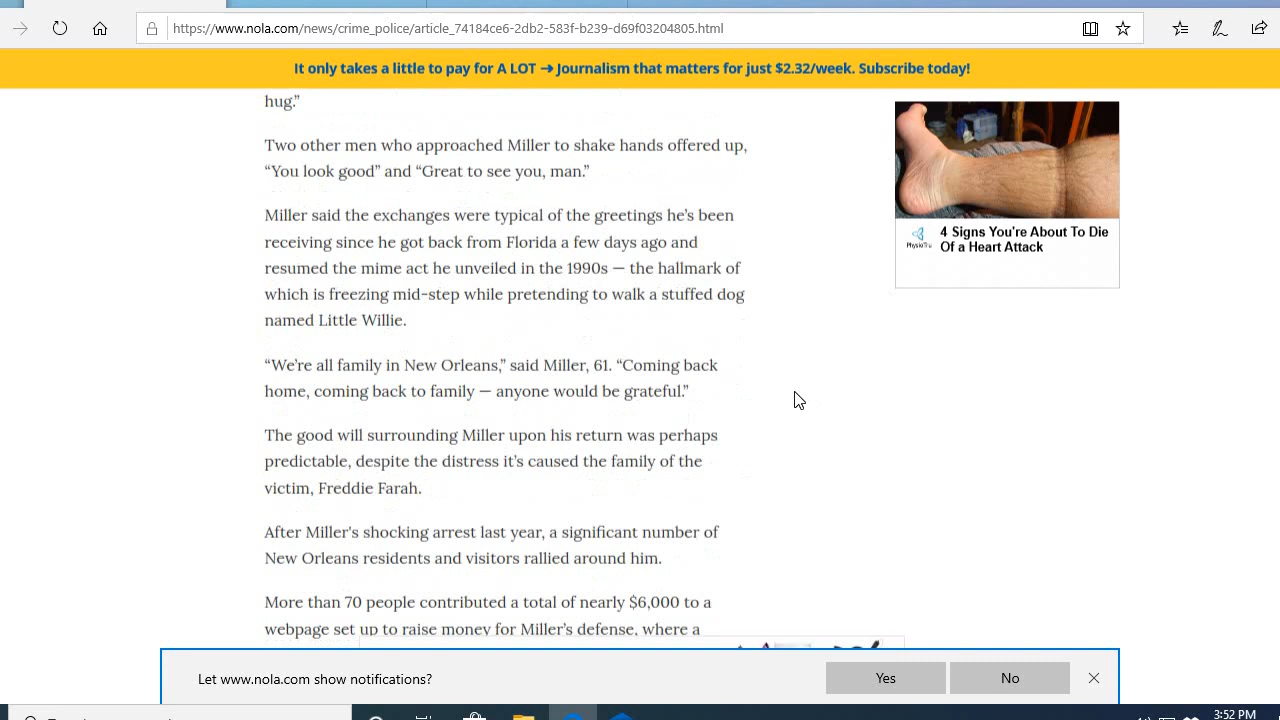 https://www.nola.com/news/crime_police/article_74184ce6-2db2-583f-b239-d69f03204805.html
It only takes a little to pay for A LOT ➜ Journalism that matters for just $2.32/week. Subscribe today!
hug.”
Two other men who approached Miller to shake hands offered up,
“You look good” and “Great to see you, man.”
Miller said the exchanges were typical of the greetings he’s been
receiving since he got back from Florida a few days ago and
resumed the mime act he unveiled in the 1990s — the hallmark of
which is freezing mid-step while pretending to walk a stuffed dog
named Little Willie.
“We’re all family in New Orleans,” said Miller, 61. “Coming back
home, coming back to family — anyone would be grateful.”
The good will surrounding Miller upon his return was perhaps
predictable, despite the distress it’s caused the family of the
victim, Freddie Farah.
After Miller's shocking arrest last year, a significant number of
New Orleans residents and visitors rallied around him.
More than 70 people contributed a total of nearly $6,000 to a
webpage set up to raise money for Miller’s defense, where a
PhysioTru
4 Signs You're About To Die
Of a Heart Attack
Let www.nola.com show notifications?
Yes
No
3:52 PM